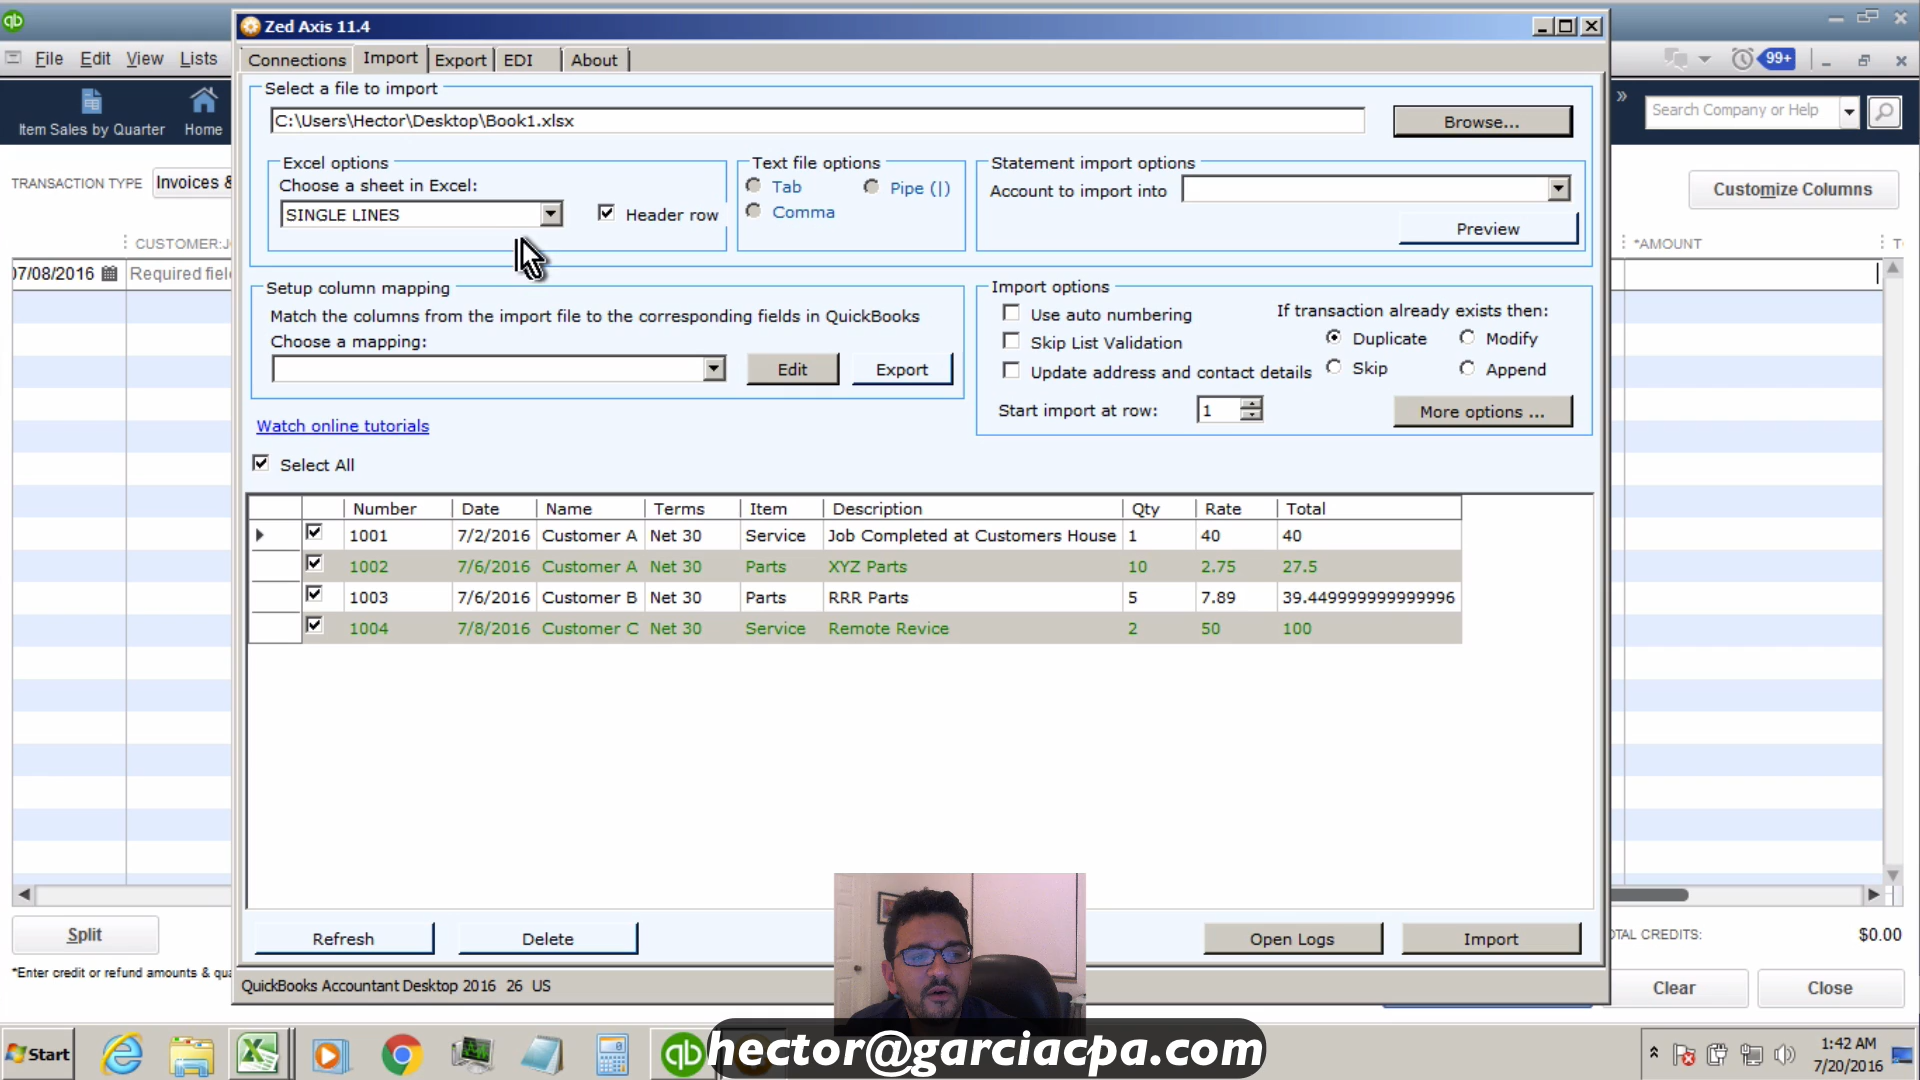 Zed Axis 11.4
File Edit View Lists
Connections Import Export EDI About
99+
Item Sales by Quarter
Home
Search Company or Help
Select a file to import
C:\Users\Hector\Desktop\Book1.xlsx
Browse...
TRANSACTION TYPE Invoices &
Customize Columns
Excel options
Choose a sheet in Excel:
SINGLE LINES
Header row
Text file options
Tab
Pipe (|)
Comma
Statement import options
Account to import into
Preview
CUSTOMER:J
*AMOUNT
07/08/2016
Required fiel
Setup column mapping
Match the columns from the import file to the corresponding fields in QuickBooks
Choose a mapping:
Edit
Export
Import options
Use auto numbering
Skip List Validation
Update address and contact details
If transaction already exists then:
Duplicate
Modify
Skip
Append
Start import at row: 1
More options ...
Watch online tutorials
Select All
Number Date Name Terms Item Description Qty Rate Total
1001 7/2/2016 Customer A Net 30 Service Job Completed at Customers House 1 40 40
1002 7/6/2016 Customer A Net 30 Parts XYZ Parts 10 2.75 27.5
1003 7/6/2016 Customer B Net 30 Parts RRR Parts 5 7.89 39.449999999999996
1004 7/8/2016 Customer C Net 30 Service Remote Revice 2 50 100
Split
Refresh
Delete
Open Logs
Import
OTAL CREDITS: $0.00
*Enter credit or refund amounts & qua
QuickBooks Accountant Desktop 2016 26 US
Clear
Close
Start
qb
hector@garciacpa.com
1:42 AM
7/20/2016